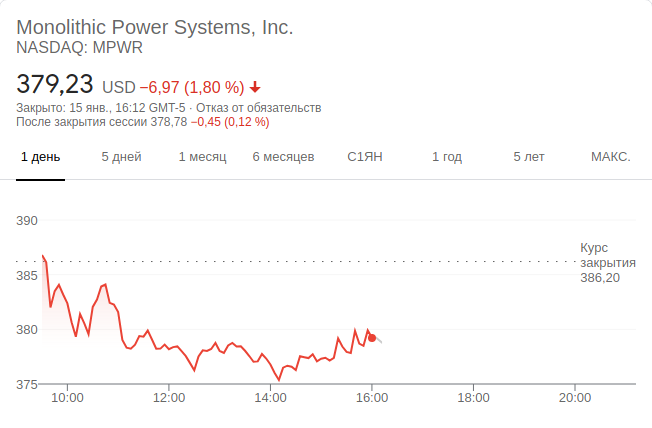 Monolithic Power Systems, Inc.
NASDAQ: MPWR
379,23 USD −6,97 (1,80 %)
Закрыто: 15 янв., 16:12 GMT-5 · Отказ от обязательств
После закрытия сессии 378,78 −0,45 (0,12 %)
1 день 5 дней 1 месяц 6 месяцев С1ЯН 1 год 5 лет МАКС.
390
Курс
закрытия
386,20
385
380
375
10:00 12:00 14:00 16:00 18:00 20:00